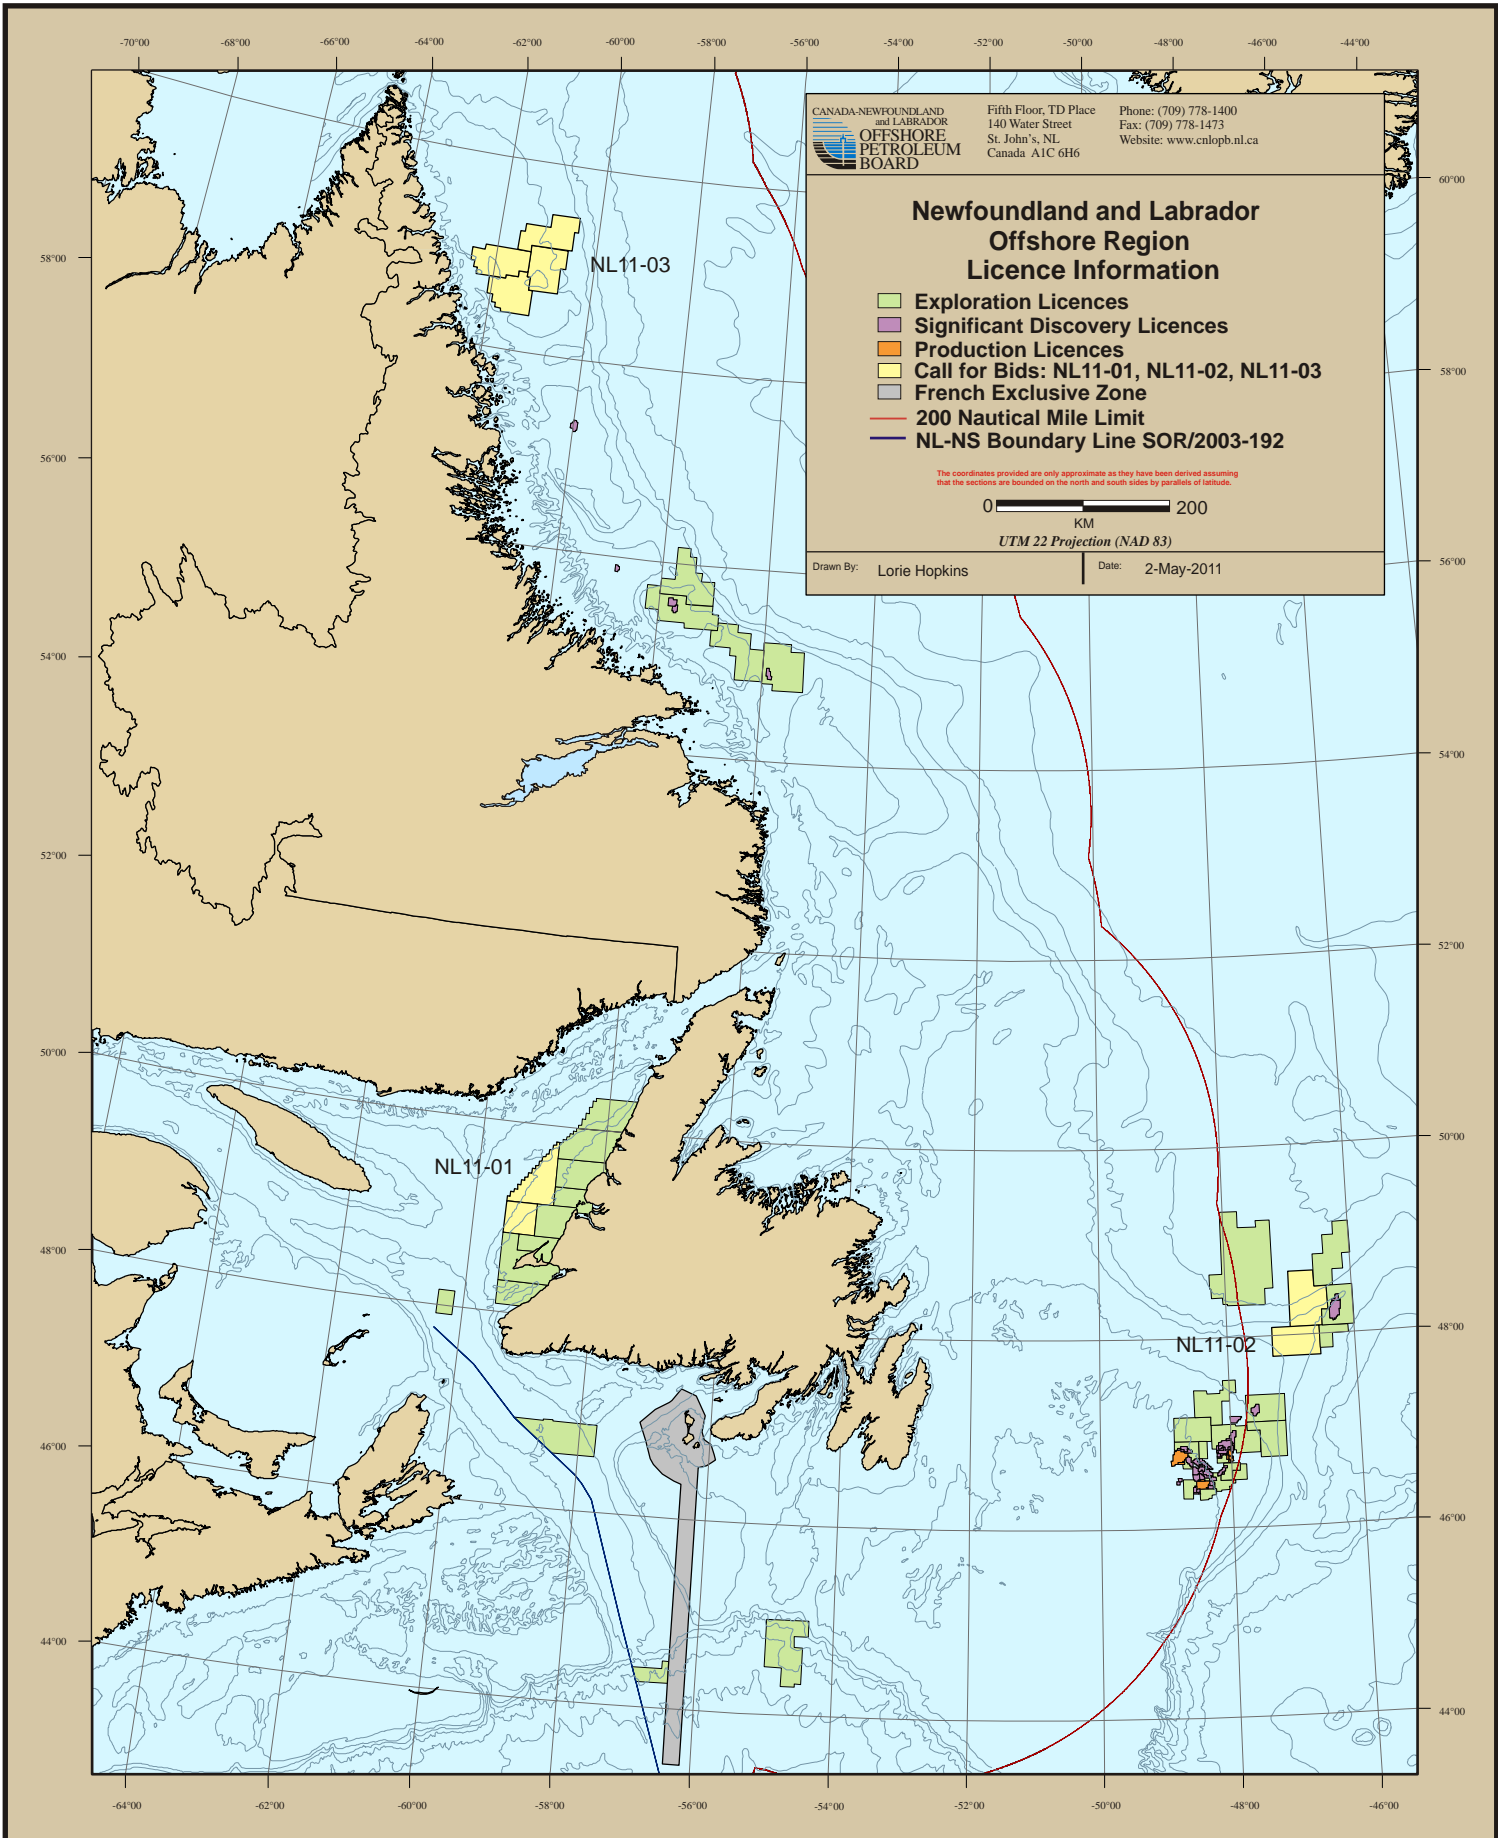 -70°00 -68°00 -66°00 -64°00 -62°00 -60°00 -58°00 -56°00 -54°00 -52°00 -50°00 -48°00 -46°00 -44°00
CANADA-NEWFOUNDLAND
and LABRADOR
OFFSHORE
PETROLEUM
BOARD
Fifth Floor, TD Place
140 Water Street
St. John's, NL
Canada A1C 6H6
Phone: (709) 778-1400
Fax: (709) 778-1473
Website: www.cnlopb.nl.ca
Newfoundland and Labrador
Offshore Region
Licence Information
Exploration Licences
Significant Discovery Licences
Production Licences
Call for Bids: NL11-01, NL11-02, NL11-03
French Exclusive Zone
200 Nautical Mile Limit
NL-NS Boundary Line SOR/2003-192
The coordinates provided are only approximate as they have been derived assuming
that the sections are bounded on the north and south sides by parallels of latitude.
0 200
KM
UTM 22 Projection (NAD 83)
Drawn By: Lorie Hopkins
Date: 2-May-2011
NL11-03
NL11-01
NL11-02
58°00
56°00
54°00
52°00
50°00
48°00
46°00
44°00
60°00
58°00
56°00
54°00
52°00
50°00
48°00
46°00
44°00
-64°00 -62°00 -60°00 -58°00 -56°00 -54°00 -52°00 -50°00 -48°00 -46°00